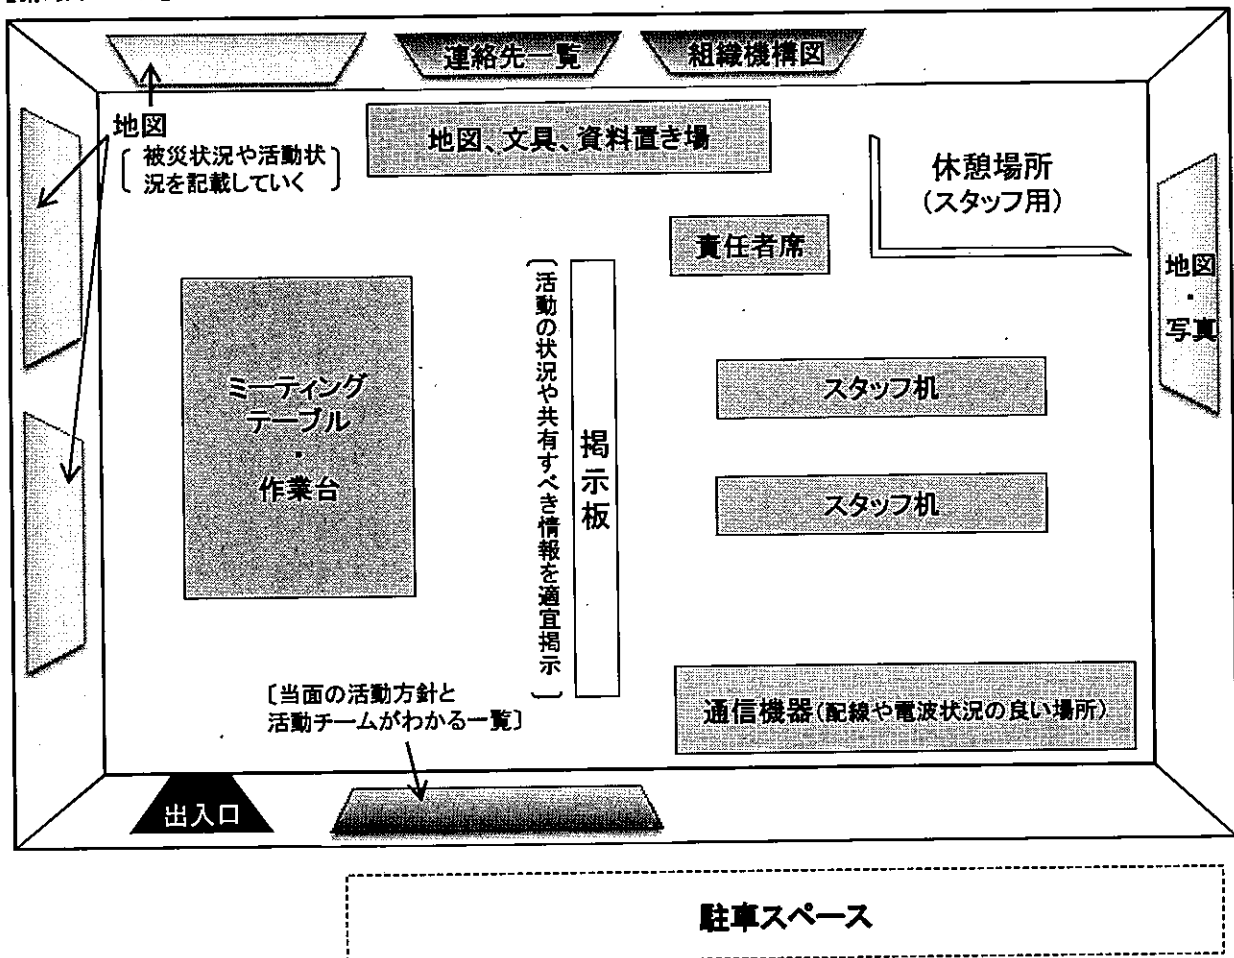 連絡先一覧
組織機構図
地図
〔被災状況や活動状
況を記載していく〕
地図、文具、資料置き場
休憩場所
(スタッフ用)
責任者席
地図
・
写真
ミーティング
テーブル
・
作業台
〔活動の状況や共有すべき情報を適宜掲示〕
掲示板
スタッフ机
スタッフ机
〔当面の活動方針と
活動チームがわかる一覧〕
通信機器(配線や電波状況の良い場所)
出入口
駐車スペース